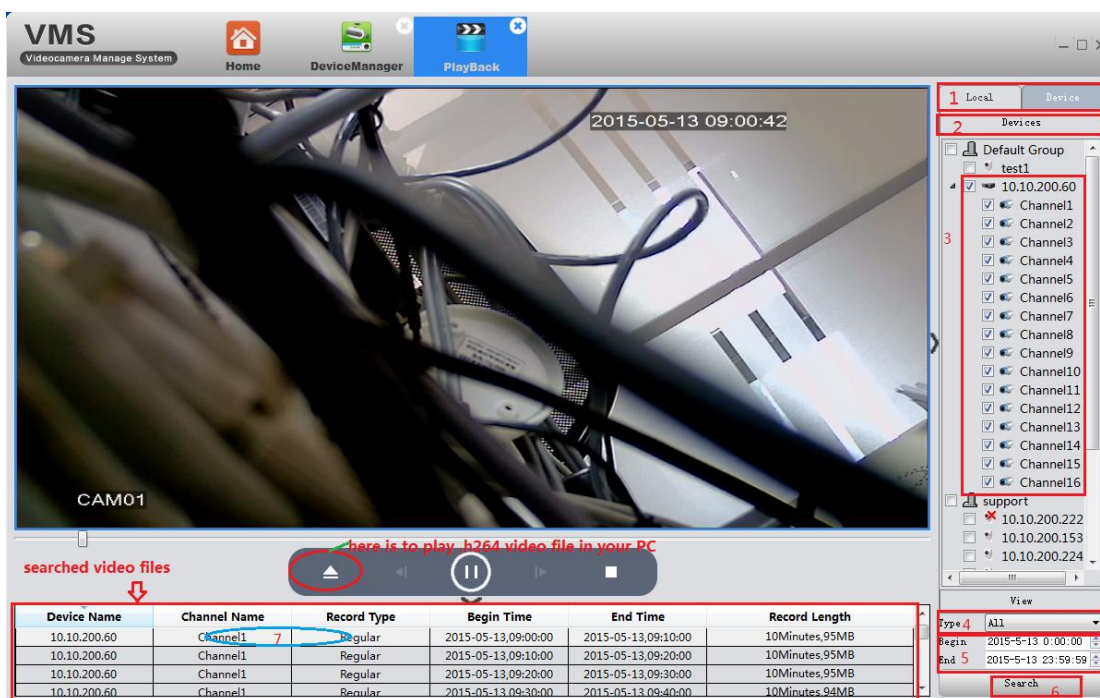 VMS
Videocamera Manage System
Home
DeviceManager
PlayBack
2015-05-13 09:00:42
CAM01
1 Local Device
2 Devices
Default Group
test1
10.10.200.60
Channel1
Channel2
3 Channel3
Channel4
Channel5
Channel6
Channel7
Channel8
Channel9
Channel10
Channel11
Channel12
Channel13
Channel14
Channel15
Channel16
support
10.10.200.222
10.10.200.153
10.10.200.224
here is to play .h264 video file in your PC
searched video files
Device Name Channel Name Record Type Begin Time End Time Record Length
10.10.200.60 Channel1 7 Regular 2015-05-13,09:00:00 2015-05-13,09:10:00 10Minutes,95MB
10.10.200.60 Channel1 Regular 2015-05-13,09:10:00 2015-05-13,09:20:00 10Minutes,95MB
10.10.200.60 Channel1 Regular 2015-05-13,09:20:00 2015-05-13,09:30:00 10Minutes,95MB
10.10.200.60 Channel1 Regular 2015-05-13,09:30:00 2015-05-13,09:40:00 10Minutes,94MB
View
Type 4 All
Begin 2015-5-13 0:00:00
End 5 2015-5-13 23:59:59
Search 6